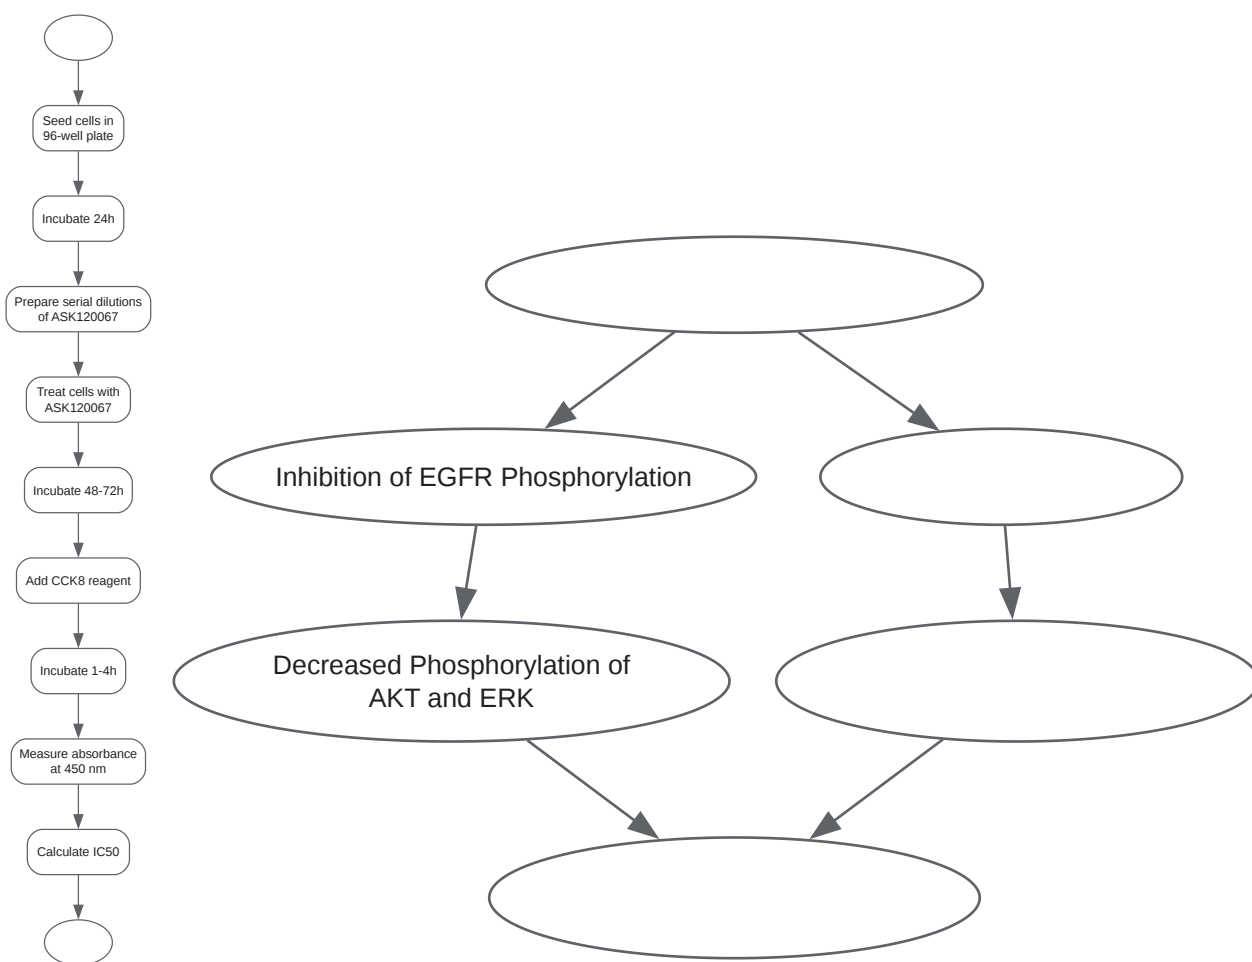 Seed cells in
96-well plate
Incubate 24h
Prepare serial dilutions
of ASK120067
Treat cells with
ASK120067
Incubate 48-72h
Add CCK8 reagent
Incubate 1-4h
Measure absorbance
at 450 nm
Calculate IC50
Inhibition of EGFR Phosphorylation
Decreased Phosphorylation of
AKT and ERK